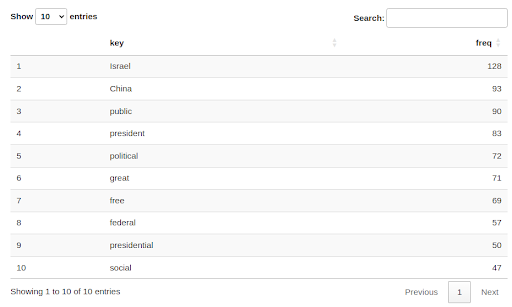 Show 10 entries Search:
key freq
1 Israel 128
2 China 93
3 public 90
4 president 83
5 political 72
6 great 71
7 free 69
8 federal 57
9 presidential 50
10 social 47
Showing 1 to 10 of 10 entries Previous 1 Next